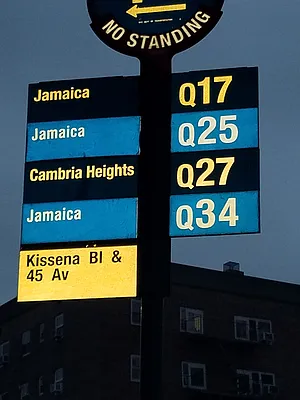 NO STANDING
Jamaica Q17
Jamaica Q25
Cambria Heights Q27
Jamaica Q34
Kissena Bl &
45 Av